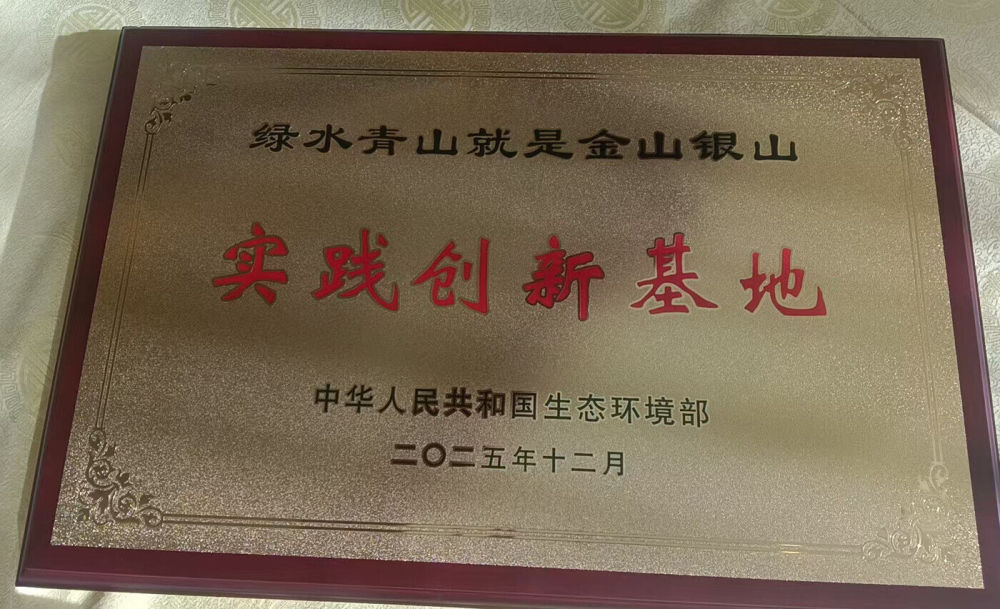 绿水青山就是金山银山
实践创新基地
中华人民共和国生态环境部
二〇二五年十二月